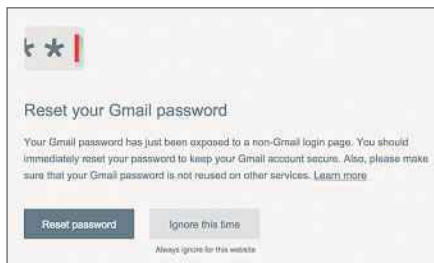 **
Reset your Gmail password
Your Gmail password has just been exposed to a non-Gmail login page. You should
immediately reset your password to keep your Gmail account secure. Also, please make
sure that your Gmail password is not reused on other services. Learn more
Reset password
Ignore this time
Always ignore for this website